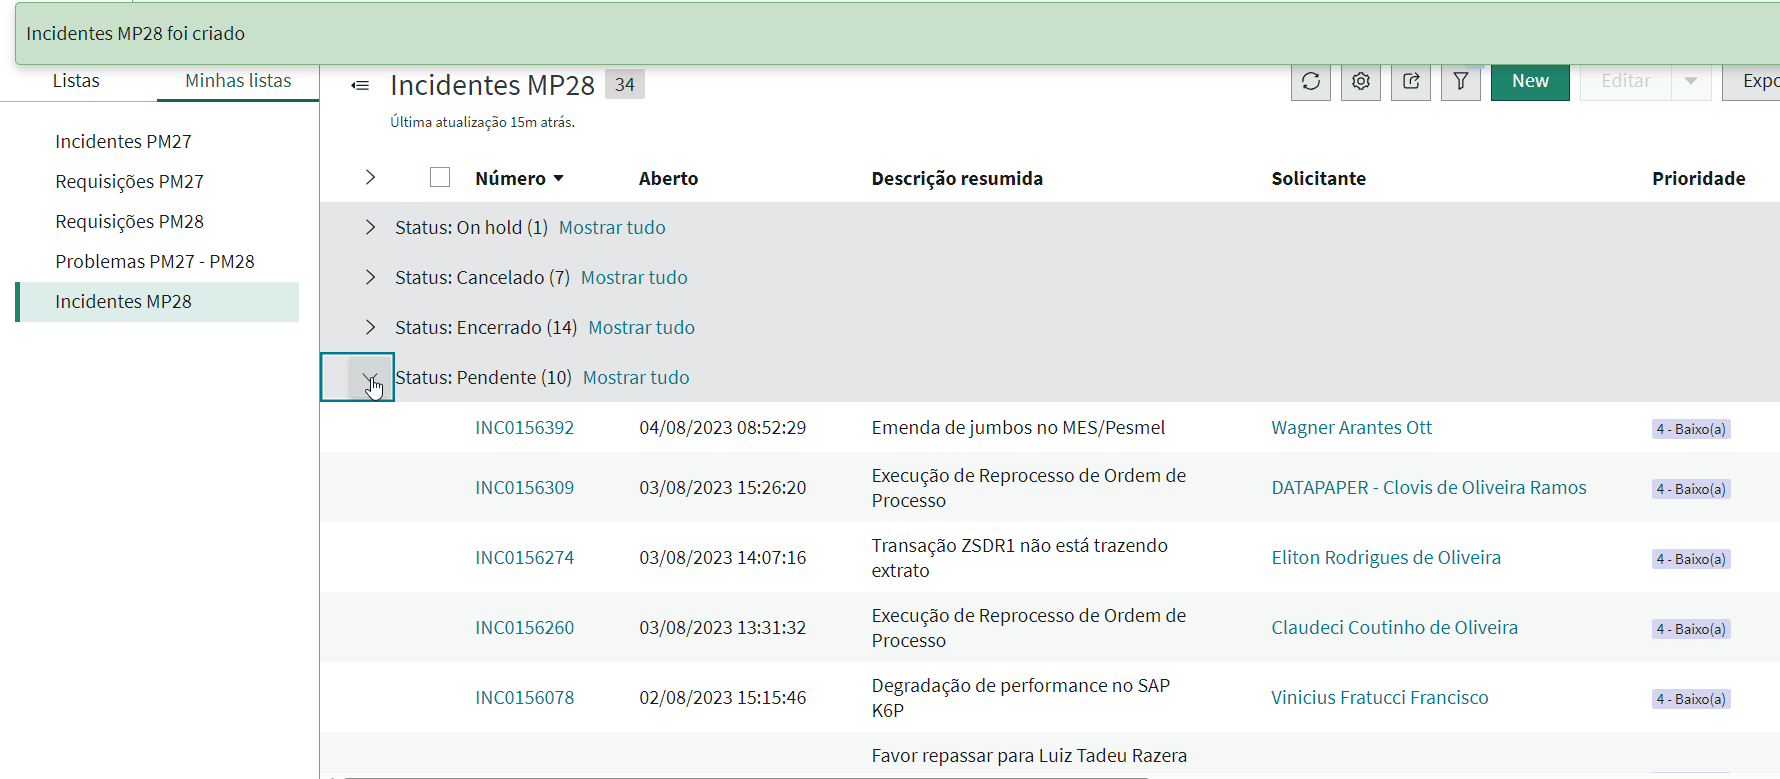 Incidentes MP28 foi criado
Listas
Minhas listas
Incidentes PM27
Requisições PM27
Requisições PM28
Problemas PM27 - PM28
Incidentes MP28
Incidentes MP28 34
New
Editar
Expo
Última atualização 15m atrás.
Número Aberto Descrição resumida Solicitante Prioridade
Status: On hold (1) Mostrar tudo
Status: Cancelado (7) Mostrar tudo
Status: Encerrado (14) Mostrar tudo
Status: Pendente (10) Mostrar tudo
INC0156392 04/08/2023 08:52:29 Emenda de jumbos no MES/Pesmel Wagner Arantes Ott 4 - Baixo(a)
Execução de Reprocesso de Ordem de
INC0156309 03/08/2023 15:26:20 DATAPAPER - Clovis de Oliveira Ramos 4 - Baixo(a)
Processo
Transação ZSDR1 não está trazendo
INC0156274 03/08/2023 14:07:16 Eliton Rodrigues de Oliveira 4 - Baixo(a)
extrato
Execução de Reprocesso de Ordem de
INC0156260 03/08/2023 13:31:32 Claudeci Coutinho de Oliveira 4 - Baixo(a)
Processo
Degradação de performance no SAP
INC0156078 02/08/2023 15:15:46 Vinicius Fratucci Francisco 4 - Baixo(a)
K6P
Favor repassar para Luiz Tadeu Razera